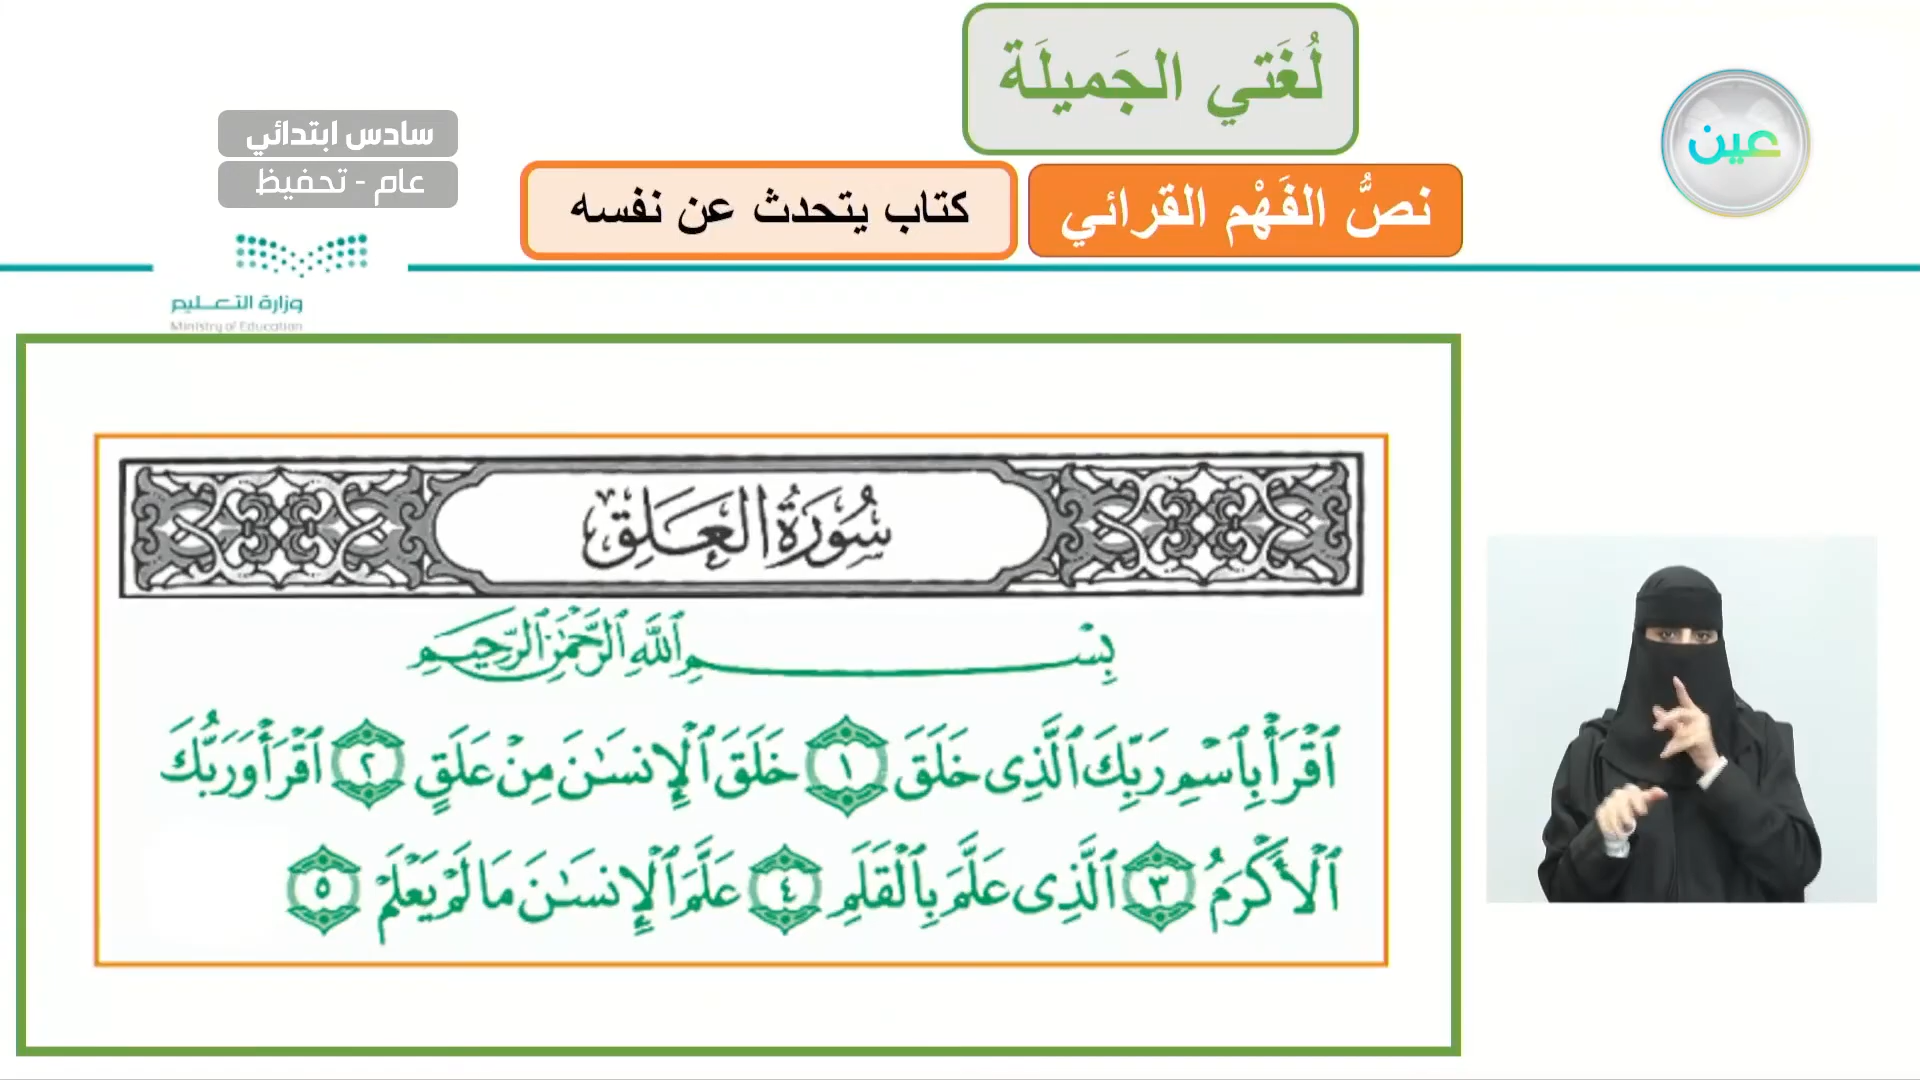 لُغَتي الجَميلَة
عين
سادس ابتدائي
عام - تحفيظ
نصُّ الفَهْم القرائي
كتاب يتحدث عن نفسه
وزارة التعليم
Ministry of Education
سُورَةُ العَلَقِ
بِسْمِ ٱللَّهِ ٱلرَّحْمَٰنِ ٱلرَّحِيمِ
ٱقْرَأْ بِٱسْمِ رَبِّكَ ٱلَّذِى خَلَقَ ١ خَلَقَ ٱلْإِنسَٰنَ مِنْ عَلَقٍ ٢ ٱقْرَأْ وَرَبُّكَ
ٱلْأَكْرَمُ ٣ ٱلَّذِى عَلَّمَ بِٱلْقَلَمِ ٤ عَلَّمَ ٱلْإِنسَٰنَ مَا لَمْ يَعْلَمْ ٥